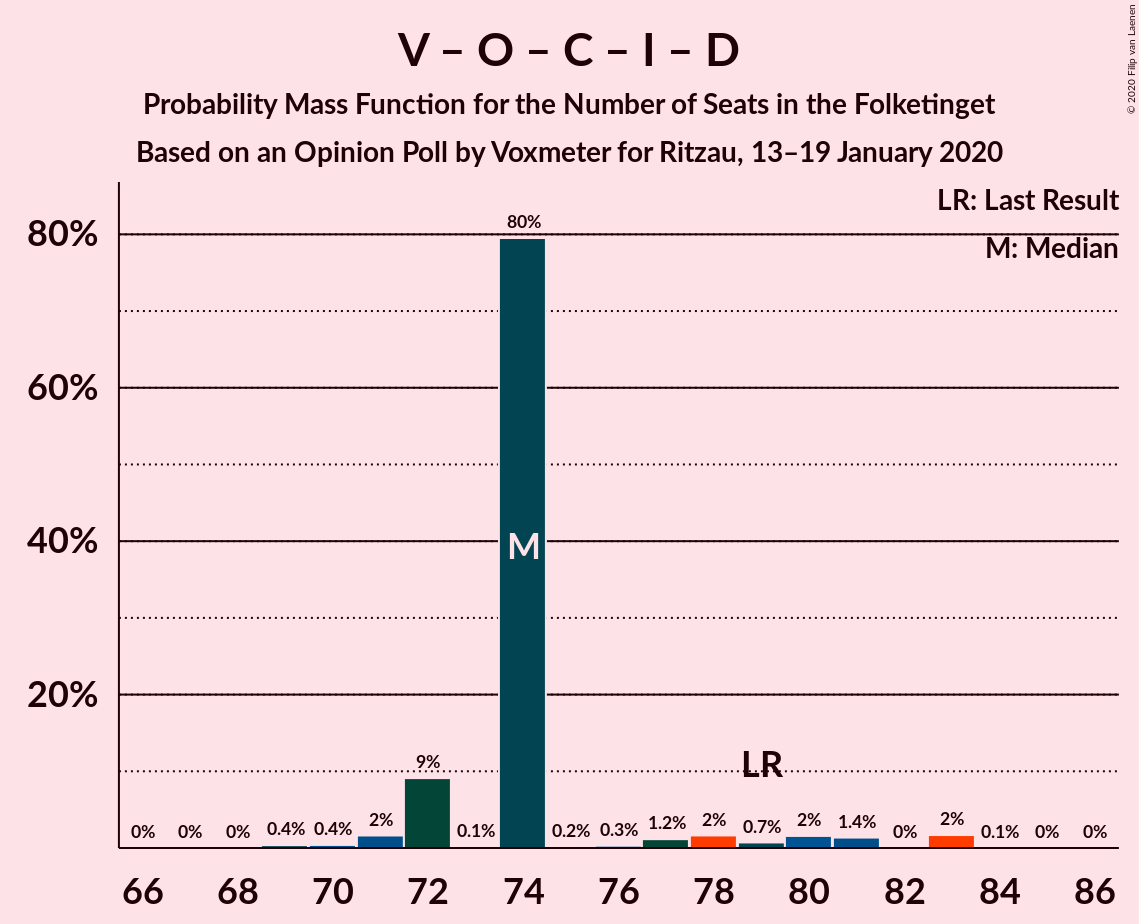 V – O – C – I – D
Probability Mass Function for the Number of Seats in the Folketinget
Based on an Opinion Poll by Voxmeter for Ritzau, 13–19 January 2020
© 2020 Filip van Laenen
LR: Last Result
M: Median
80%
60%
40%
20%
0% 0% 0% 0.4% 0.4% 2% 9% 0.1% 80% 0.2% 0.3% 1.2% 2% 0.7% 2% 1.4% 0% 2% 0.1% 0% 0%
M
LR
66 68 70 72 74 76 78 80 82 84 86